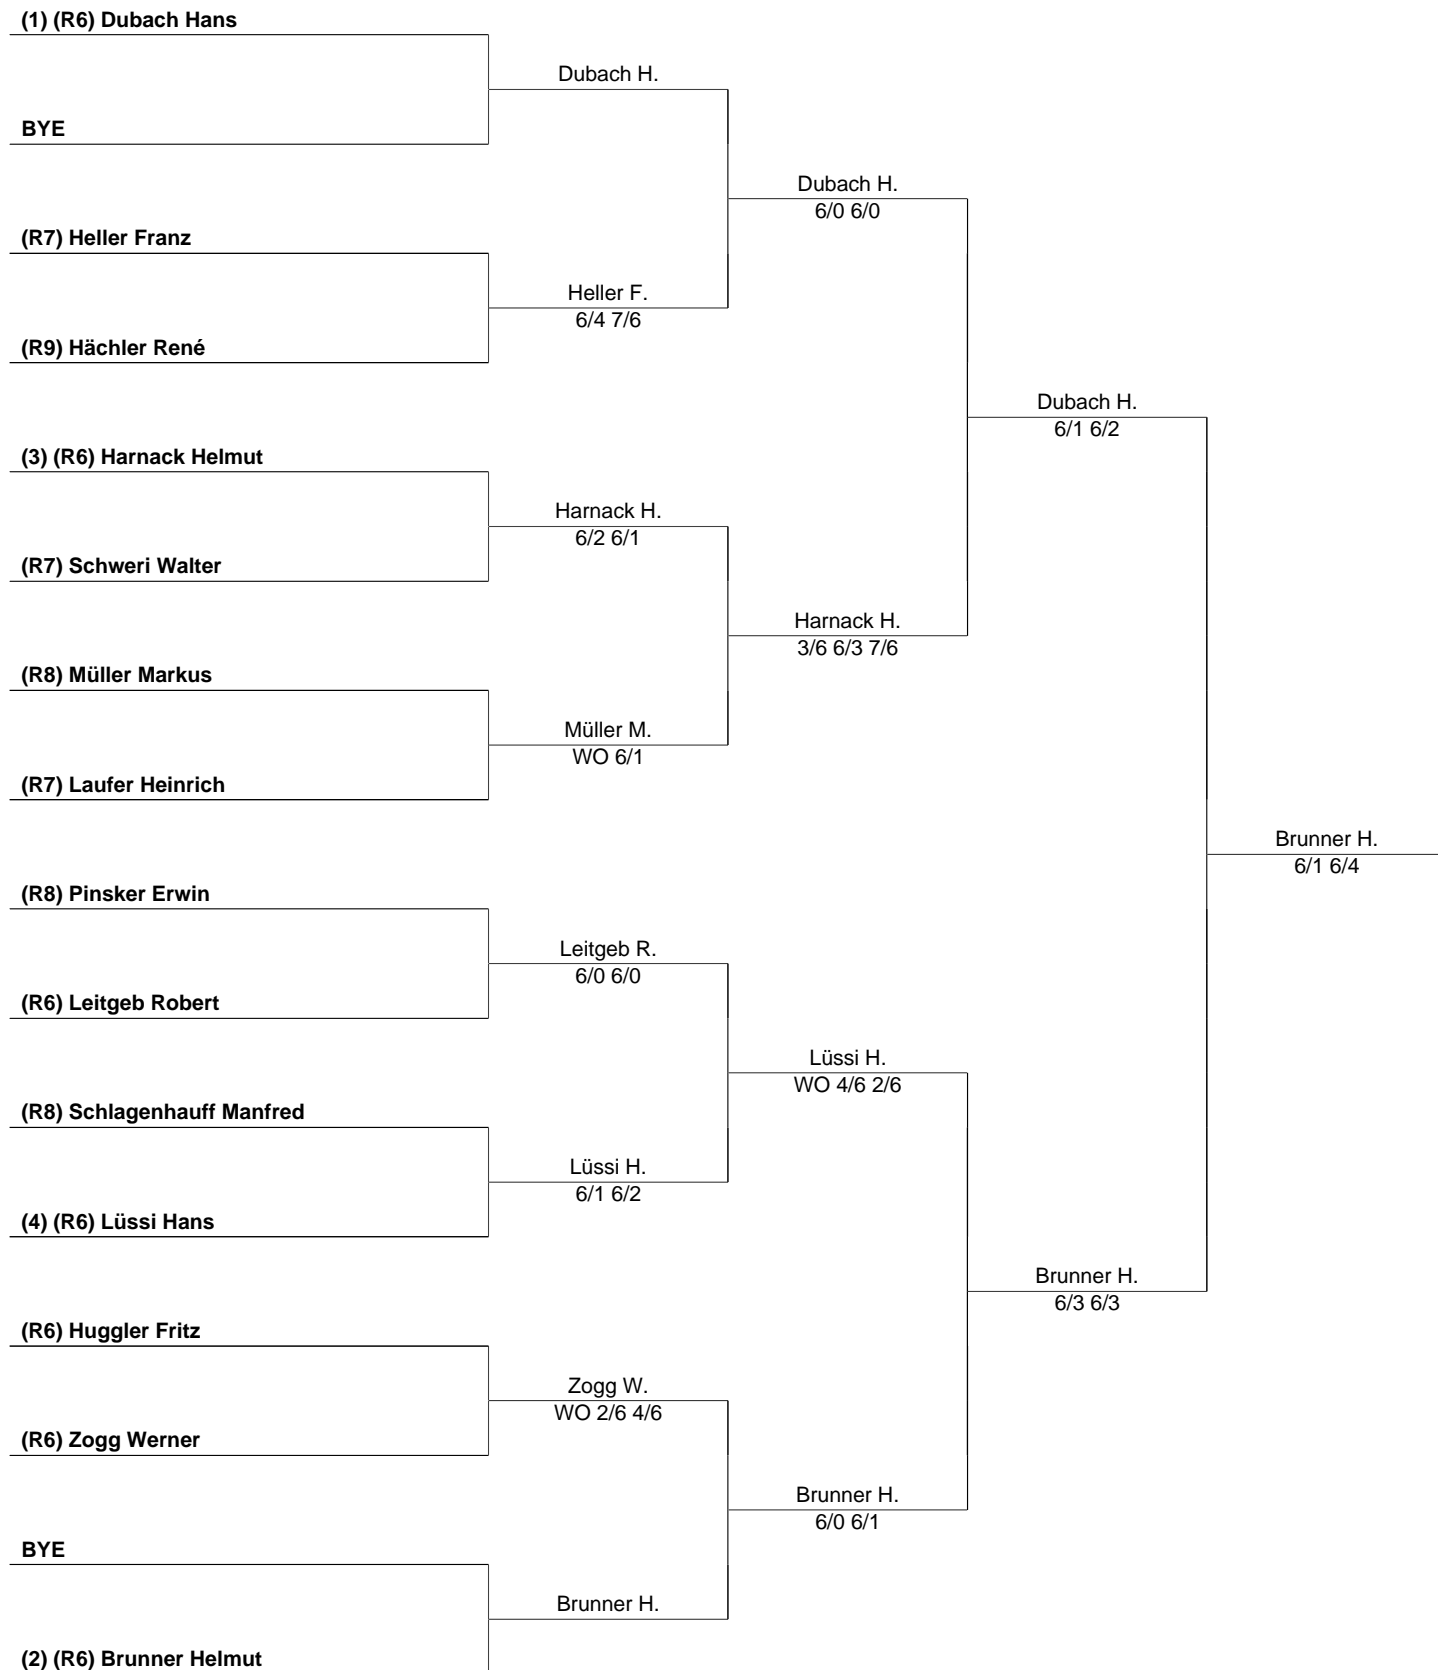 (1) (R6) Dubach Hans
Dubach H.
BYE
Dubach H.
6/0 6/0
(R7) Heller Franz
Heller F.
6/4 7/6
(R9) Hächler René
Dubach H.
6/1 6/2
(3) (R6) Harnack Helmut
Harnack H.
6/2 6/1
(R7) Schweri Walter
Harnack H.
3/6 6/3 7/6
(R8) Müller Markus
Müller M.
WO 6/1
(R7) Laufer Heinrich
Brunner H.
6/1 6/4
(R8) Pinsker Erwin
Leitgeb R.
6/0 6/0
(R6) Leitgeb Robert
Lüssi H.
WO 4/6 2/6
(R8) Schlagenhauff Manfred
Lüssi H.
6/1 6/2
(4) (R6) Lüssi Hans
Brunner H.
6/3 6/3
(R6) Huggler Fritz
Zogg W.
WO 2/6 4/6
(R6) Zogg Werner
Brunner H.
6/0 6/1
BYE
Brunner H.
(2) (R6) Brunner Helmut